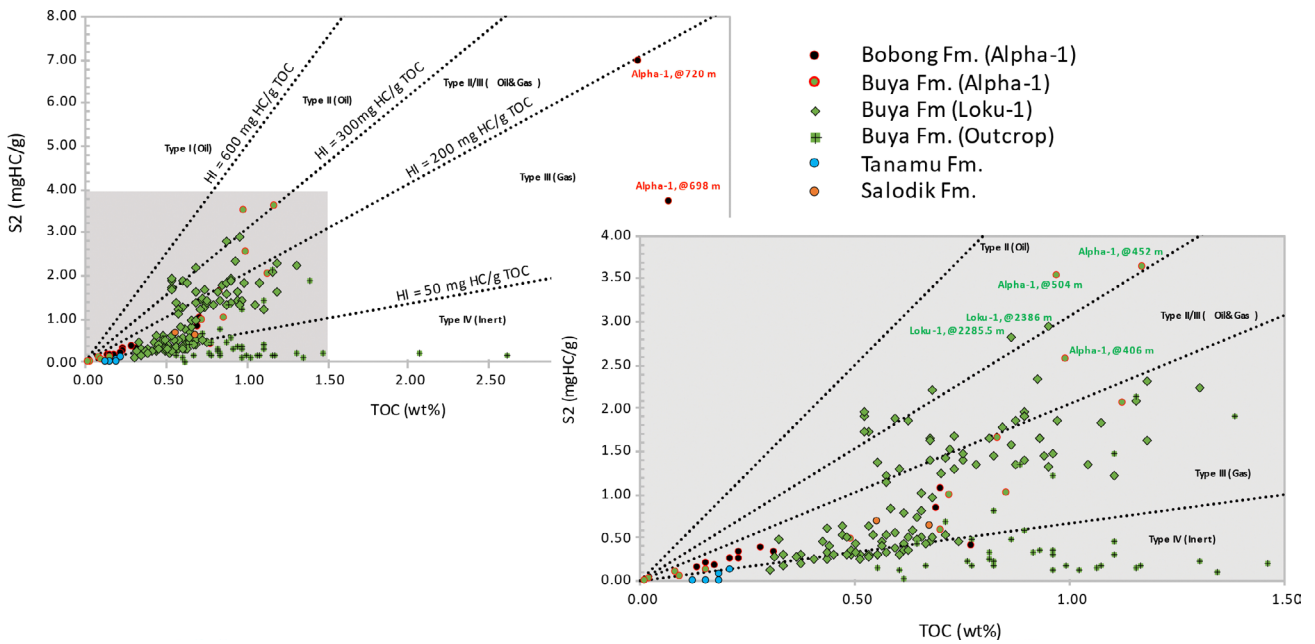 8.00
7.00
6.00
5.00
4.00
3.00
2.00
1.00
0.00
S2 (mgHC/g)
0.00
0.50
1.00
1.50
2.00
2.50
TOC (wt%)
Type I (Oil)
HI = 600 mg HC/g TOC
Type II (Oil)
HI = 300mg HC/g TOC
Type II/III ( Oil&Gas )
HI = 200 mg HC/g TOC
Type III (Gas)
HI = 50 mg HC/g TOC
Type IV (Inert)
Alpha-1, @720 m
Alpha-1, @698 m
Bobong Fm. (Alpha-1)
Buya Fm. (Alpha-1)
Buya Fm (Loku-1)
Buya Fm. (Outcrop)
Tanamu Fm.
Salodik Fm.
4.00
3.50
3.00
2.50
2.00
1.50
1.00
0.50
0.00
S2 (mgHC/g)
0.00
0.50
1.00
1.50
TOC (wt%)
Type II (Oil)
Alpha-1, @452 m
Alpha-1, @504 m
Loku-1, @2386 m
Loku-1, @2285.5 m
Type II/III ( Oil&Gas )
Alpha-1, @406 m
Type III (Gas)
Type IV (Inert)